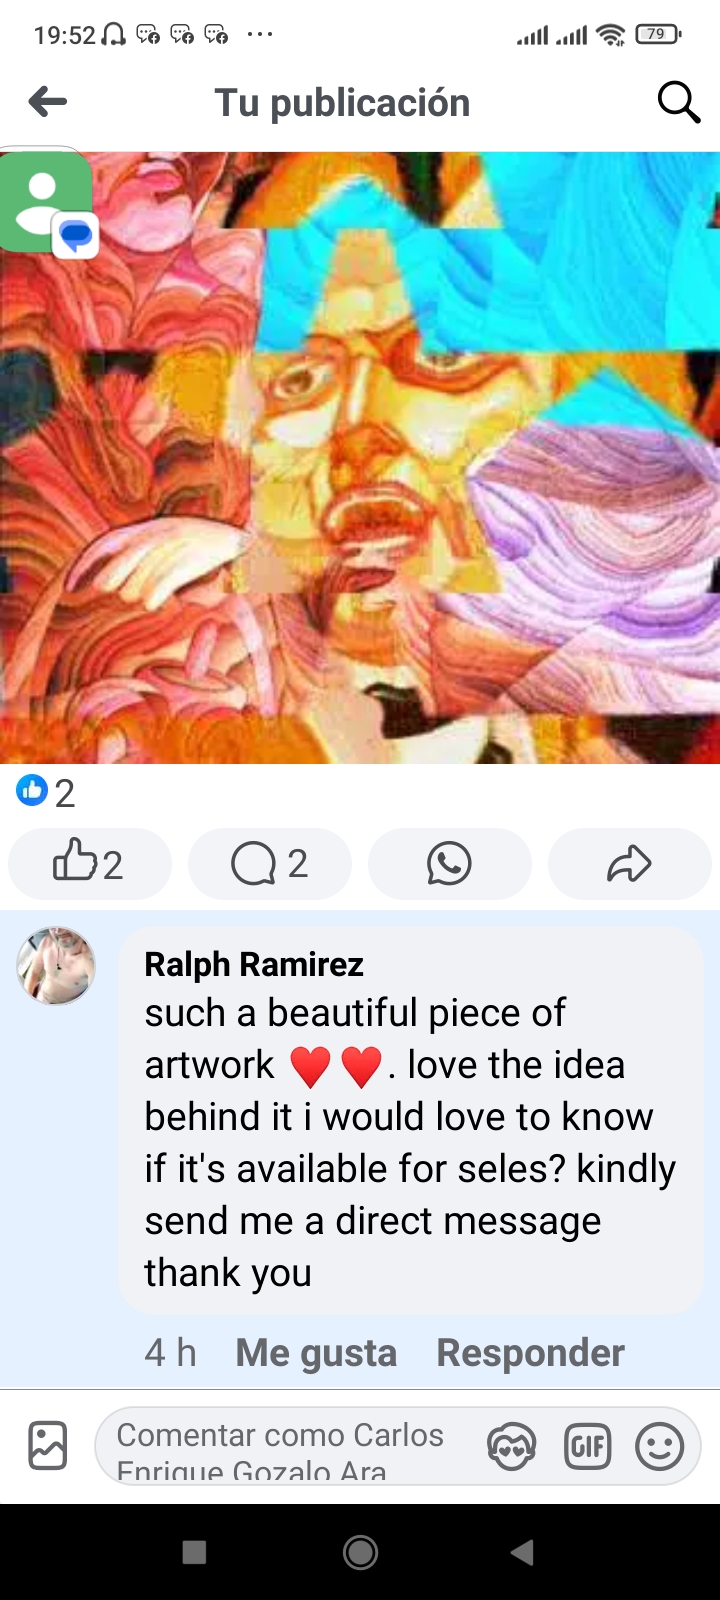 19:52 ... 79
Tu publicación
2
2 2
Ralph Ramirez
such a beautiful piece of
artwork ♥️♥️. love the idea
behind it i would love to know
if it's available for seles? kindly
send me a direct message
thank you
4 h Me gusta Responder
Comentar como Carlos
Enrique Gozalo Ara
GIF